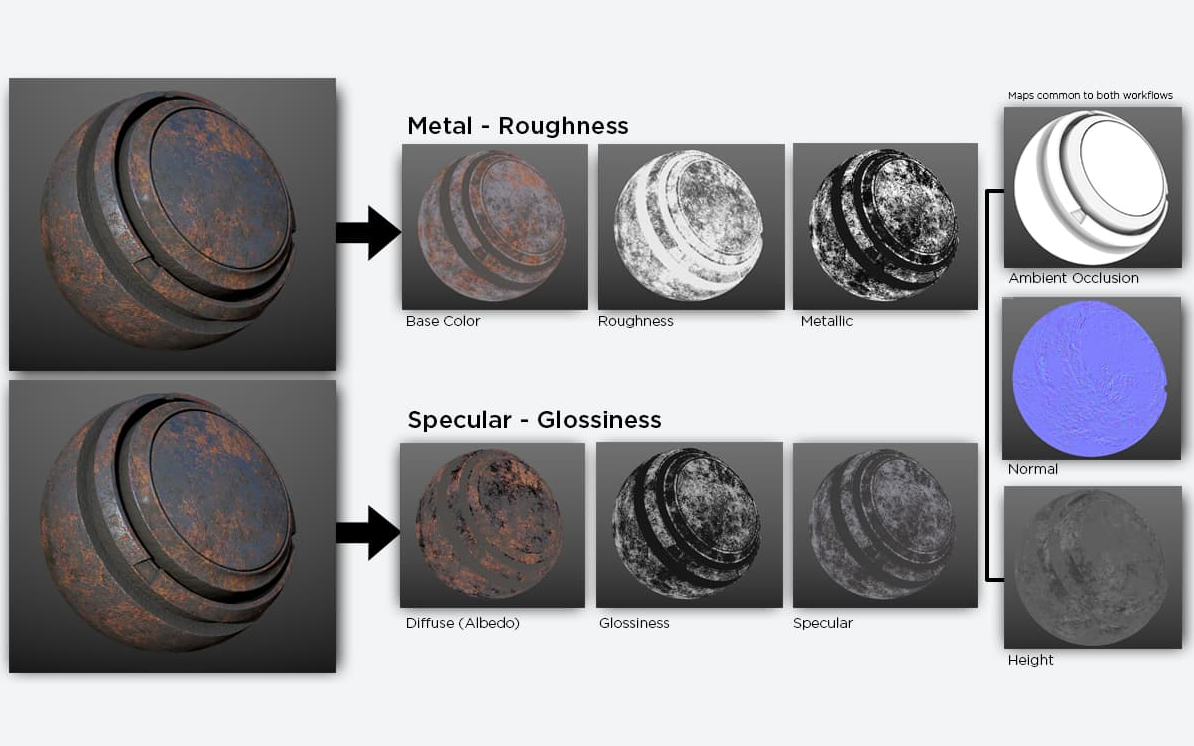 Maps common to both workflows
Metal - Roughness
Base Color
Roughness
Metallic
Ambient Occlusion
Specular - Glossiness
Normal
Diffuse (Albedo)
Glossiness
Specular
Height